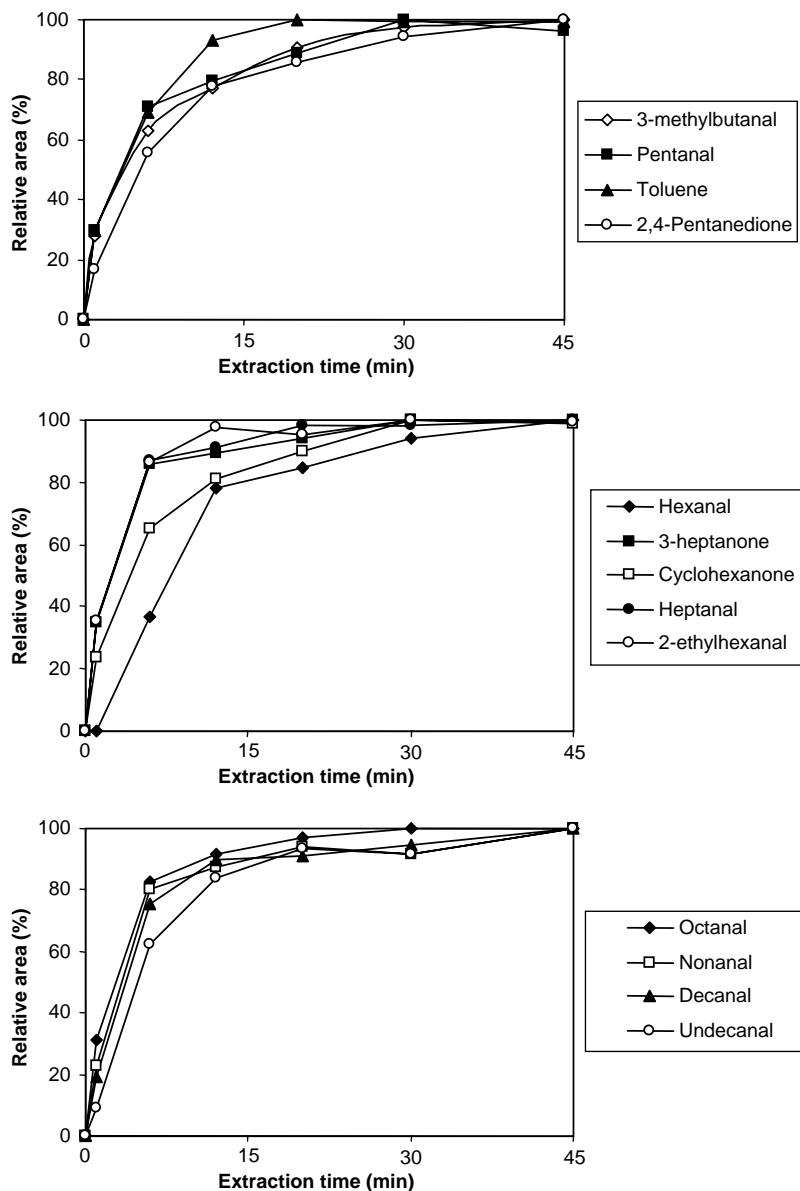 100
80
60
40
20
0
Relative area (%)
0 15 30 45
Extraction time (min)
3-methylbutanal
Pentanal
Toluene
2,4-Pentanedione
100
80
60
40
20
0
Relative area (%)
0 15 30 45
Extraction time (min)
Hexanal
3-heptanone
Cyclohexanone
Heptanal
2-ethylhexanal
100
80
60
40
20
0
Relative area (%)
0 15 30 45
Extraction time (min)
Octanal
Nonanal
Decanal
Undecanal